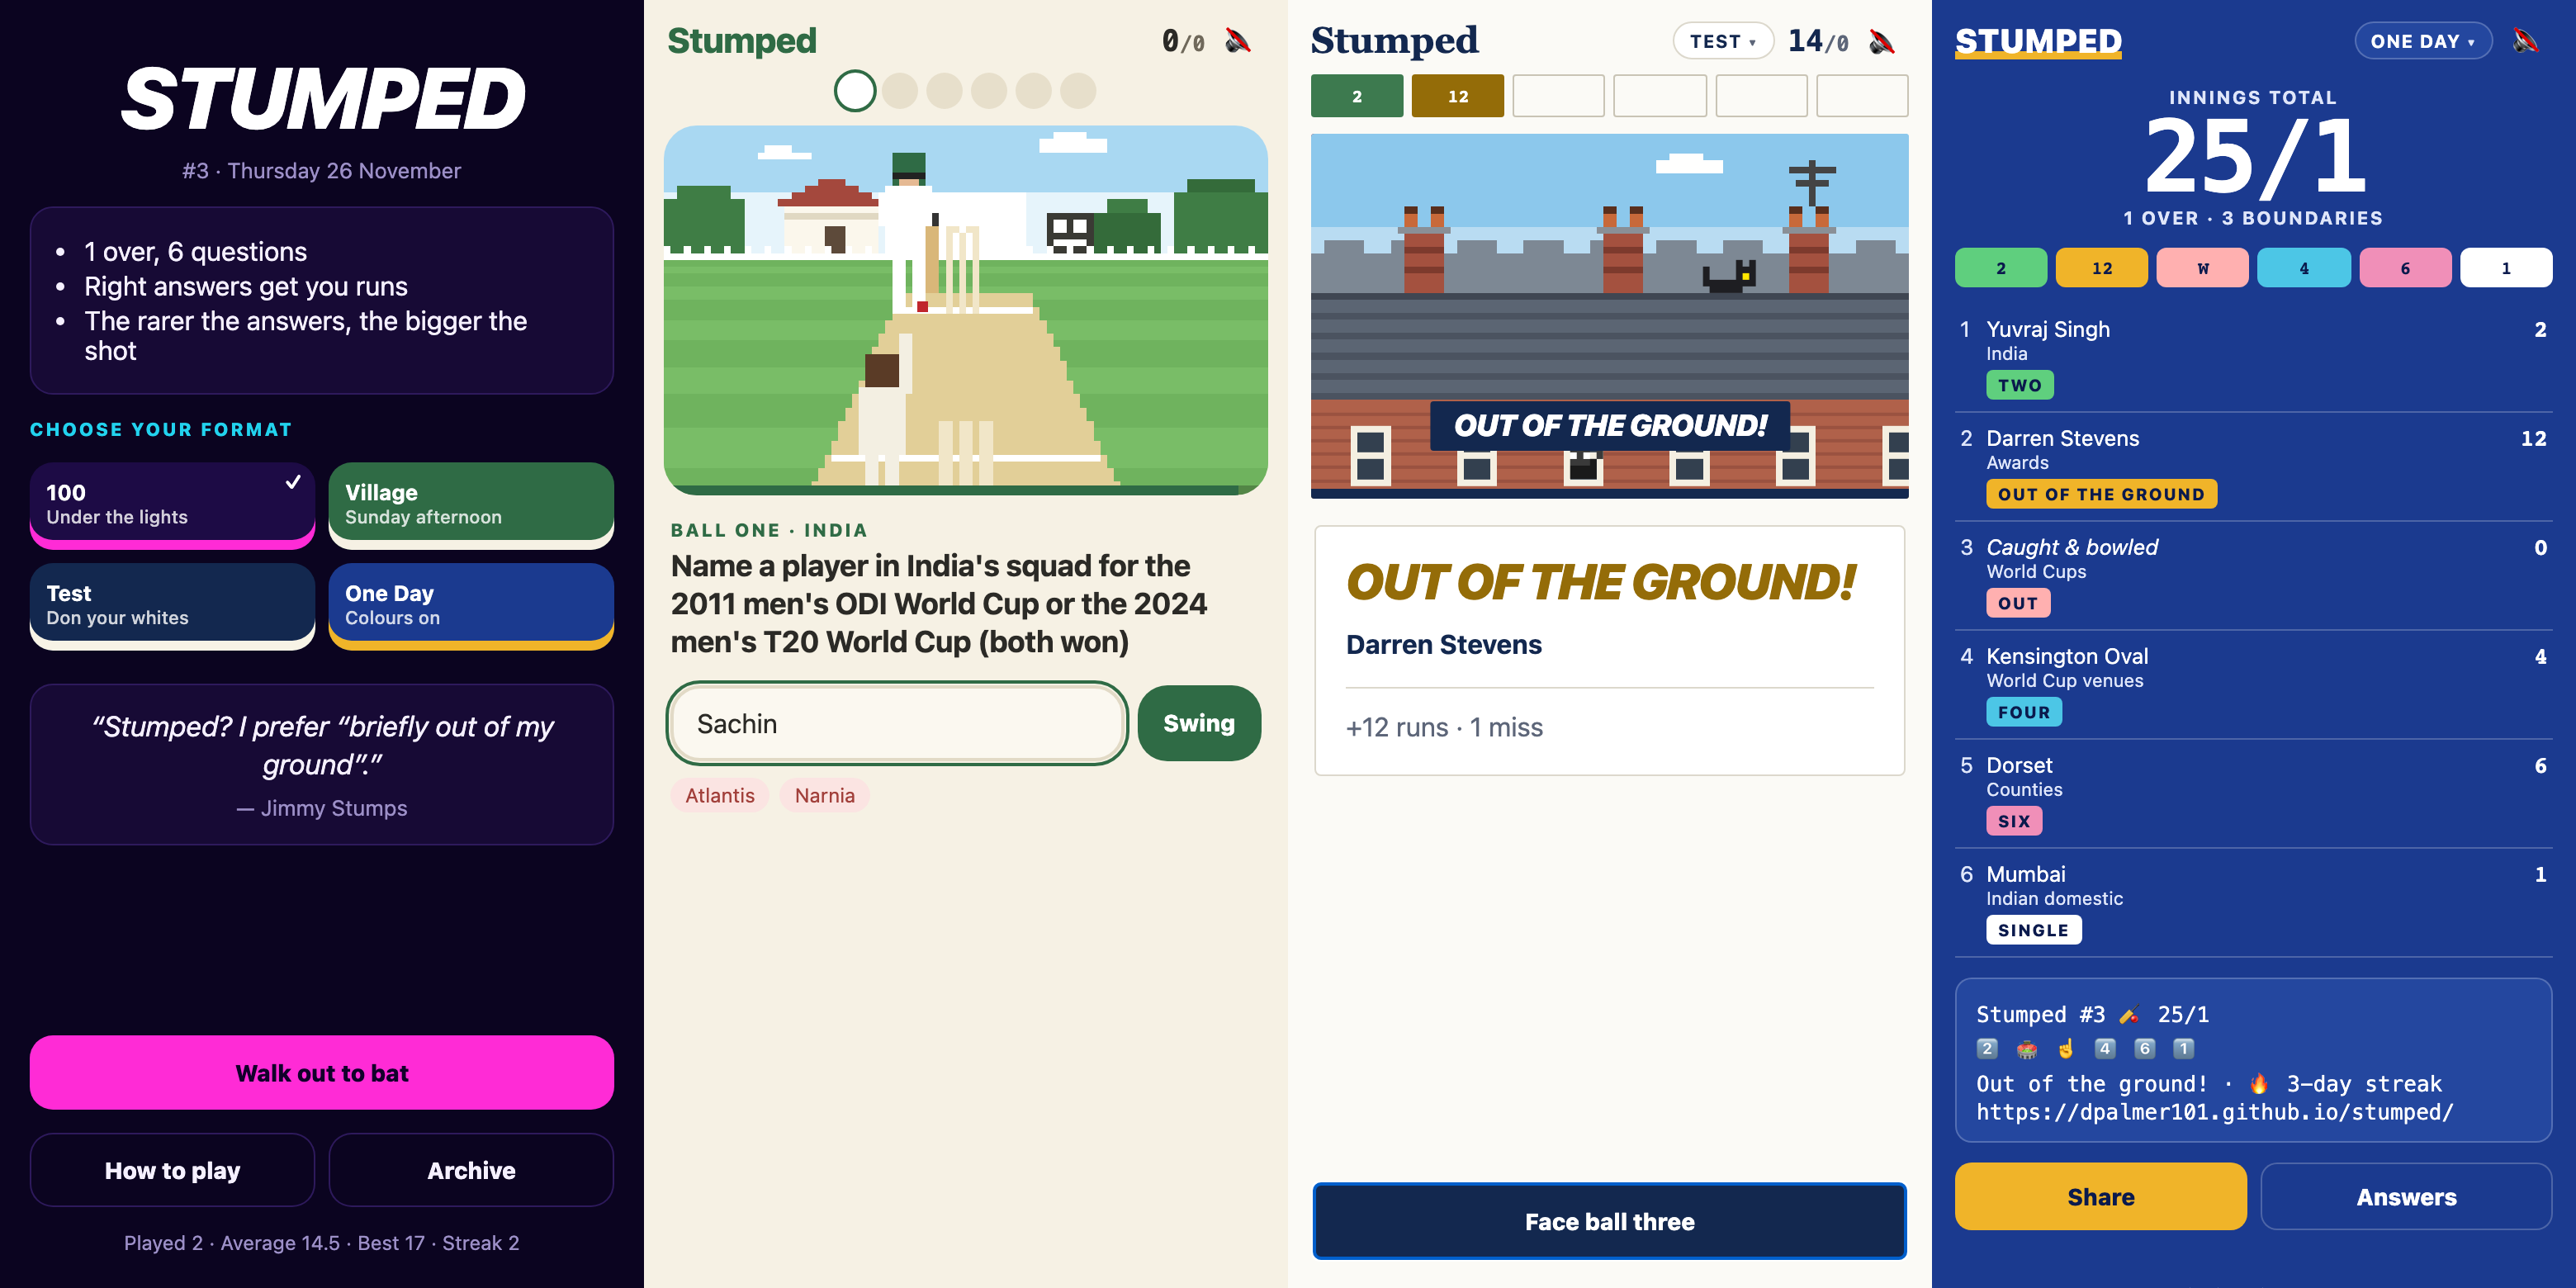 STUMPED
#3 · Thursday 26 November
• 1 over, 6 questions
• Right answers get you runs
• The rarer the answers, the bigger the
shot
CHOOSE YOUR FORMAT
100
Under the lights
Village
Sunday afternoon
Test
Don your whites
One Day
Colours on
“Stumped? I prefer “briefly out of my
ground”.”
— Jimmy Stumps
Walk out to bat
How to play
Archive
Played 2 · Average 14.5 · Best 17 · Streak 2
Stumped
0/0
BALL ONE · INDIA
Name a player in India's squad for the
2011 men's ODI World Cup or the 2024
men's T20 World Cup (both won)
Sachin
Swing
Atlantis
Narnia
Stumped
TEST ▾
14/0
2
12
OUT OF THE GROUND!
OUT OF THE GROUND!
Darren Stevens
+12 runs · 1 miss
Face ball three
STUMPED
ONE DAY ▾
INNINGS TOTAL
25/1
1 OVER · 3 BOUNDARIES
2 12 W 4 6 1
1 Yuvraj Singh 2
India
TWO
2 Darren Stevens 12
Awards
OUT OF THE GROUND
3 Caught & bowled 0
World Cups
OUT
4 Kensington Oval 4
World Cup venues
FOUR
5 Dorset 6
Counties
SIX
6 Mumbai 1
Indian domestic
SINGLE
Stumped #3 🏏 25/1
2️⃣ 🏟️ ☝️ 4️⃣ 6️⃣ 1️⃣
Out of the ground! · 🔥 3-day streak
https://dpalmer101.github.io/stumped/
Share
Answers